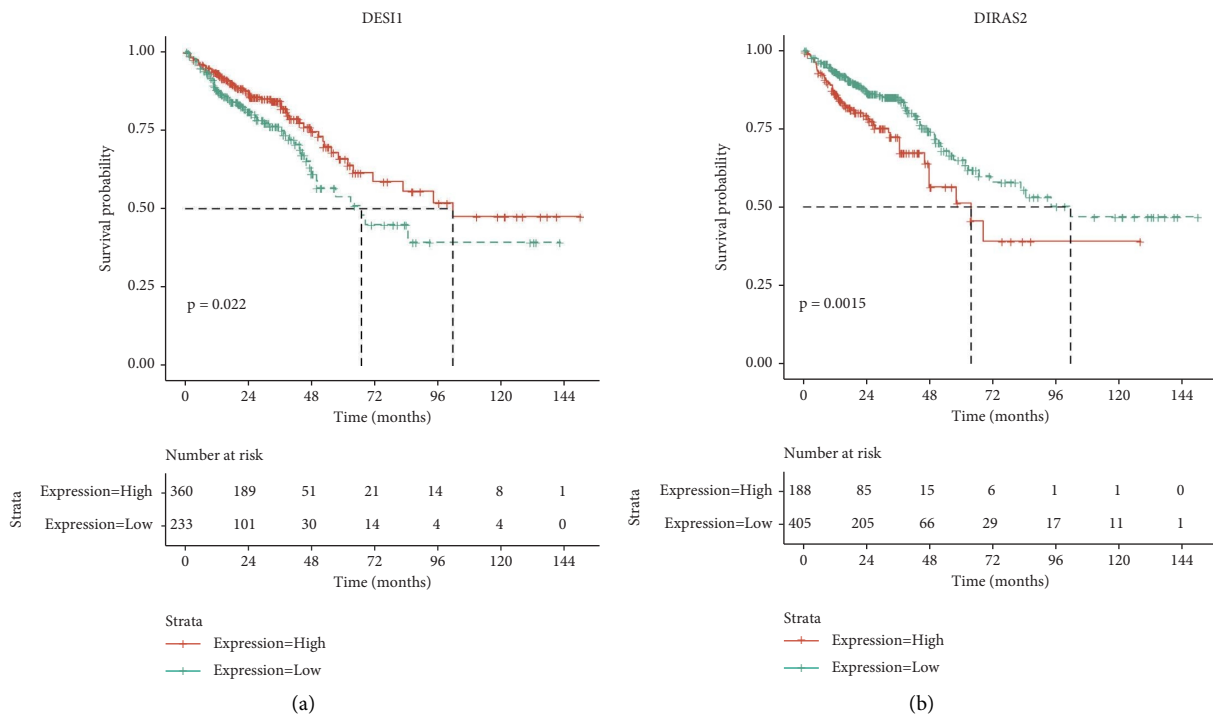 DESI1
1.00
0.75
0.50
0.25
0.00
Survival probability
p = 0.022
0 24 48 72 96 120 144
Time (months)
Number at risk
Strata
Expression=High 360 189 51 21 14 8 1
Expression=Low 233 101 30 14 4 4 0
0 24 48 72 96 120 144
Time (months)
Strata
Expression=High
Expression=Low
(a)
DIRAS2
1.00
0.75
0.50
0.25
0.00
Survival probability
p = 0.0015
0 24 48 72 96 120 144
Time (months)
Number at risk
Strata
Expression=High 188 85 15 6 1 1 0
Expression=Low 405 205 66 29 17 11 1
0 24 48 72 96 120 144
Time (months)
Strata
Expression=High
Expression=Low
(b)